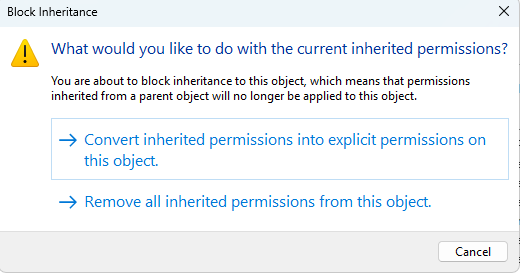 Block Inheritance
What would you like to do with the current inherited permissions?
You are about to block inheritance to this object, which means that permissions
inherited from a parent object will no longer be applied to this object.
Convert inherited permissions into explicit permissions on
this object.
Remove all inherited permissions from this object.
Cancel